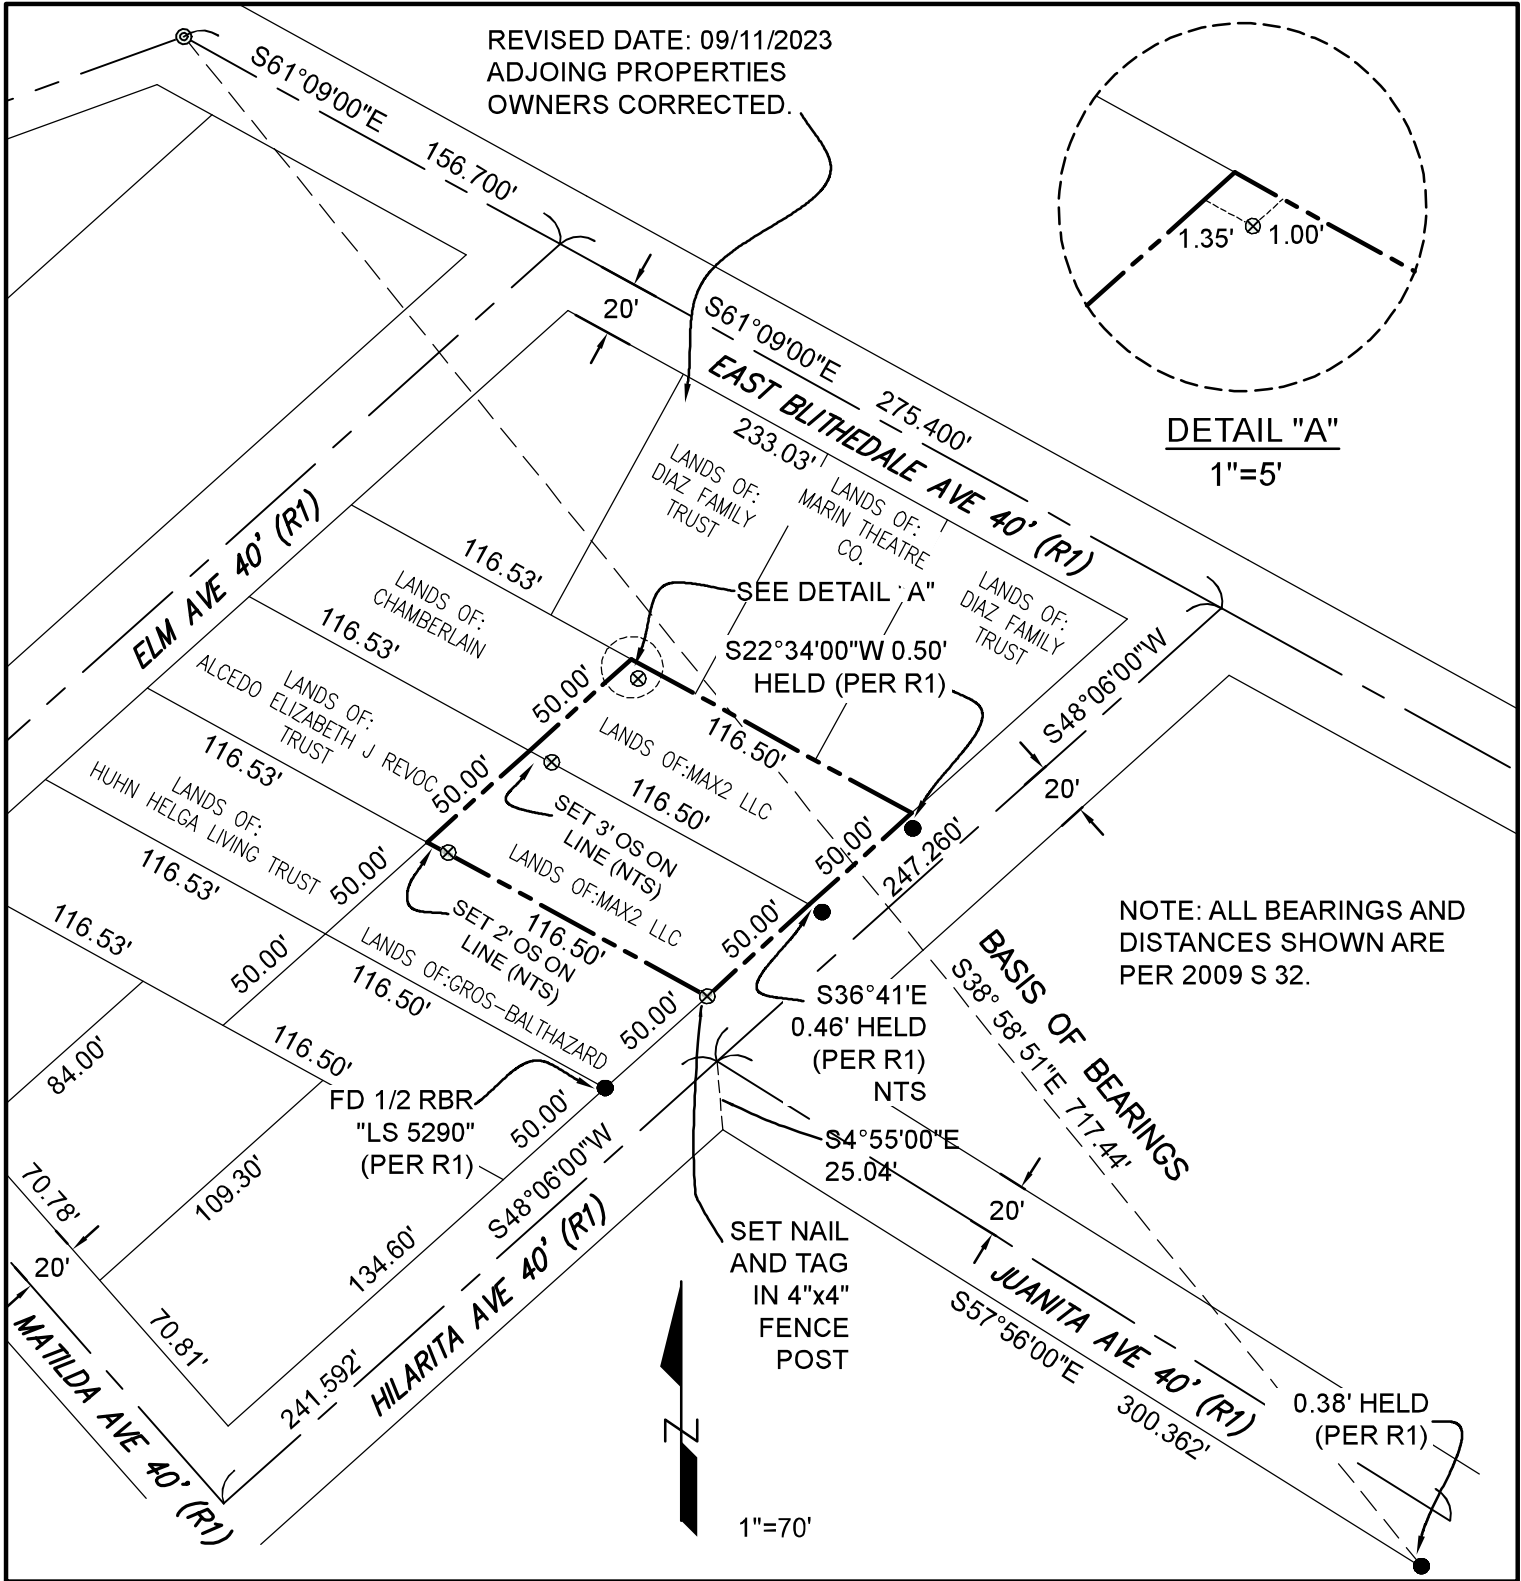 REVISED DATE: 09/11/2023
ADJOING PROPERTIES
OWNERS CORRECTED.
S61°09'00"E
156.700'
20'
S61°09'00"E
275.400'
EAST BLITHEDALE AVE 40' (R1)
233.03'
1.35'
1.00'
DETAIL "A"
1"=5'
LANDS OF:
DIAZ FAMILY
TRUST
LANDS OF:
MARIN THEATRE
CO.
LANDS OF:
DIAZ FAMILY
TRUST
ELM AVE 40' (R1)
116.53'
LANDS OF:
CHAMBERLAIN
SEE DETAIL "A"
S22°34'00"W 0.50'
HELD (PER R1)
S48°06'00"W
20'
116.53'
LANDS OF:
ALCEDO ELIZABETH J REVOC
TRUST
50.00'
116.50'
LANDS OF:MAX2 LLC
116.53'
LANDS OF:
HUHN HELGA LIVING TRUST
50.00'
116.50'
SET 3' OS ON
LINE (NTS)
LANDS OF:MAX2 LLC
50.00'
247.260'
116.53'
50.00'
SET 2' OS ON
LINE (NTS)
116.50'
50.00'
NOTE: ALL BEARINGS AND
DISTANCES SHOWN ARE
PER 2009 S 32.
116.53'
50.00'
LANDS OF:GROS-BALTHAZARD
116.50'
50.00'
S36°41'E
0.46' HELD
(PER R1)
NTS
BASIS OF BEARINGS
S38°58'51"E 717.44'
84.00'
116.50'
FD 1/2 RBR
"LS 5290"
(PER R1)
50.00'
S4°55'00"E
25.04'
70.78'
109.30'
S48°06'00"W
20'
20'
134.60'
SET NAIL
AND TAG
IN 4"x4"
FENCE
POST
JUANITA AVE 40' (R1)
S57°56'00"E
300.362'
MATILDA AVE 40' (R1)
70.81'
241.592'
HILARITA AVE 40' (R1)
0.38' HELD
(PER R1)
N
1"=70'